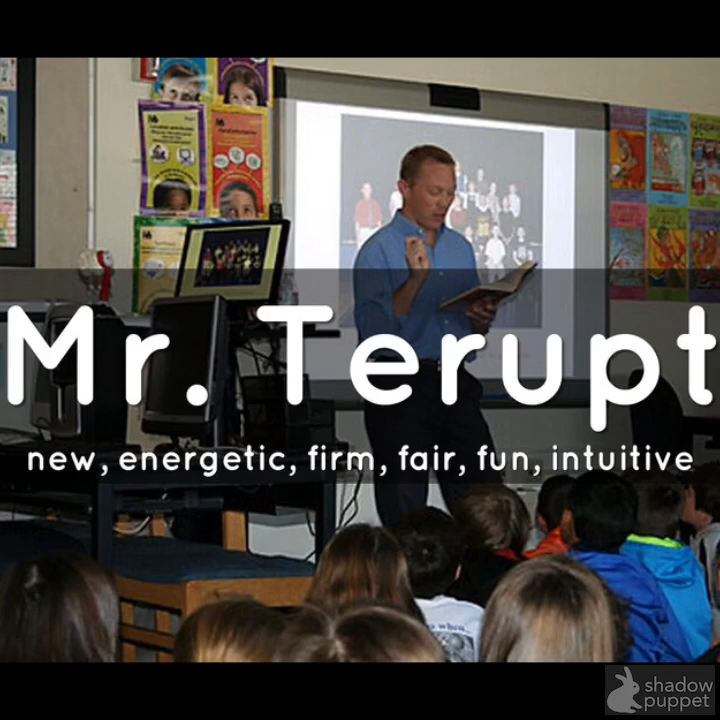 Mr. Terupt
new, energetic, firm, fair, fun, intuitive
shadow
puppet